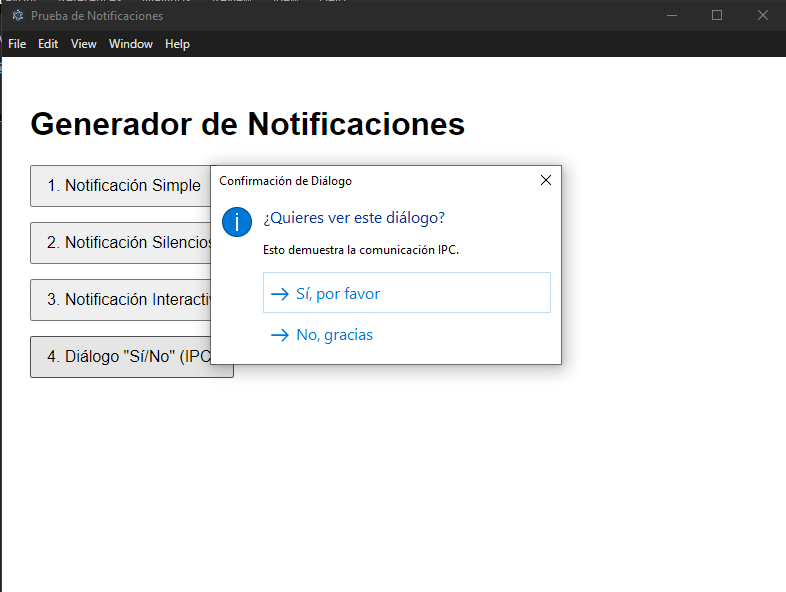 Prueba de Notificaciones
File Edit View Window Help
Generador de Notificaciones
1. Notificación Simple
2. Notificación Silencios
3. Notificación Interacti
4. Diálogo "Sí/No" (IPC
Confirmación de Diálogo
¿Quieres ver este diálogo?
Esto demuestra la comunicación IPC.
Sí, por favor
No, gracias